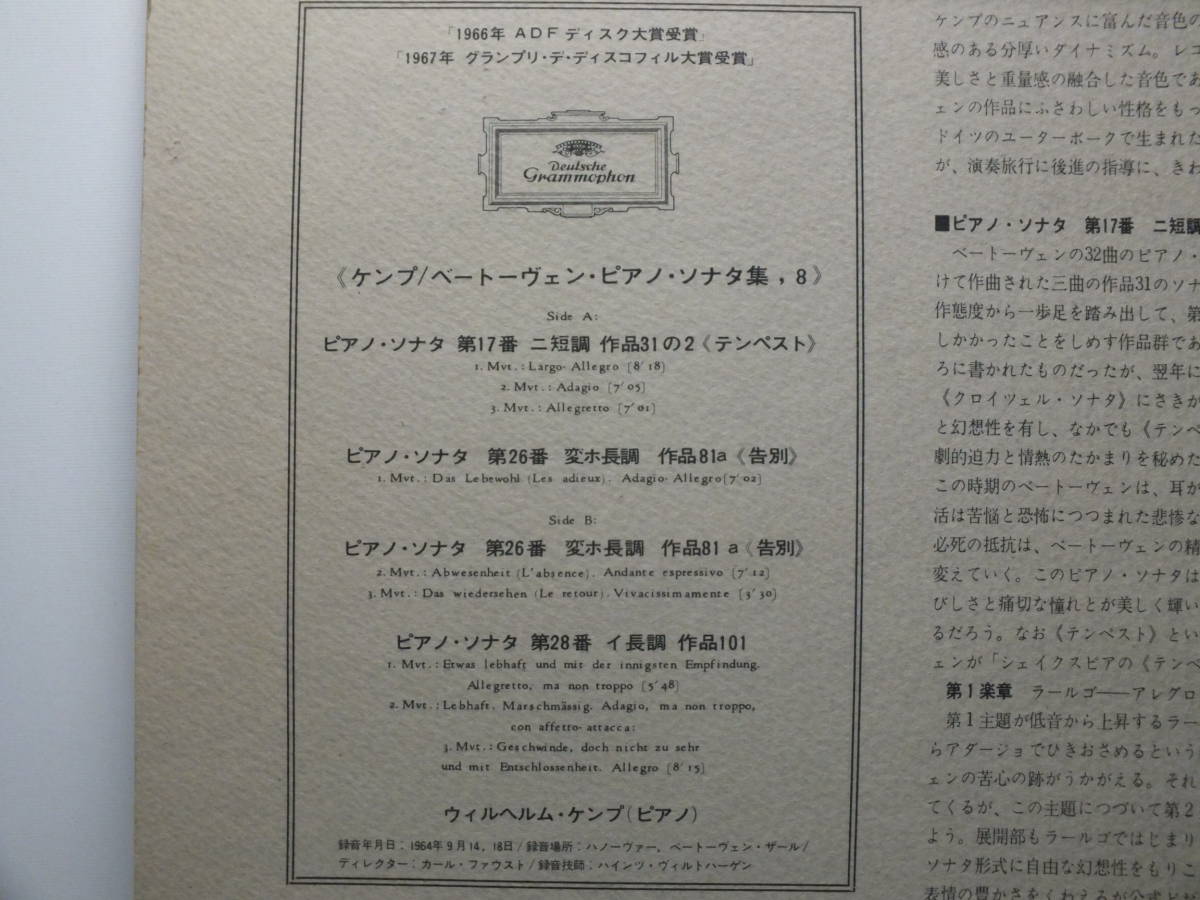 「1966年 ADF ディスク大賞受賞」
「1967年 グランプリ・デ・ディスコフィル大賞受賞」
Deutsche
Grammophon
《ケンプ/ベートーヴェン・ピアノ・ソナタ集，8》
Side A:
ピアノ・ソナタ 第17番 ニ短調 作品31の2《テンペスト》
1. Mvt.: Largo-Allegro [8′18]
2. Mvt.: Adagio [7′05]
3. Mvt.: Allegretto [7′01]
ピアノ・ソナタ 第26番 変ホ長調 作品81a《告別》
1. Mvt.: Das Lebewohl (Les adieux). Adagio-Allegro[7′02]
Side B:
ピアノ・ソナタ 第26番 変ホ長調 作品81a《告別》
2. Mvt.: Abwesenheit (L'absence). Andante espressivo [7′12]
3. Mvt.: Das wiedersehen (Le retour). Vivacissimamente [3′30]
ピアノ・ソナタ 第28番 イ長調 作品101
1. Mvt.: Etwas lebhaft und mit der innigsten Empfindung.
Allegretto, ma non troppo [3′48]
2. Mvt.: Lebhaft. Marschmässig. Adagio, ma non troppo,
con affetto-attacca:
3. Mvt.: Geschwinde, doch nicht zu sehr
und mit Entschlossenheit. Allegro [8′15]
ウィルヘルム・ケンプ(ピアノ)
録音年月日：1964年9月14, 18日/録音場所：ハノーヴァー、ベートーヴェン・ザール/
ディレクター：カール・ファウスト/録音技師：ハインツ・ヴィルトハーゲン
ケンプのニュアンスに富んだ音色の
感のある分厚いダイナミズム。レコ
美しさと重量感の融合した音色であ
ェンの作品にふさわしい性格をもっ
ドイツのユーターボークで生まれた
が、演奏旅行に後進の指導に、きわ
■ピアノ・ソナタ 第17番 ニ短調
ベートーヴェンの32曲のピアノ・
けて作曲された三曲の作品31のソナ
作態度から一歩足を踏み出して、第
しかかったことをしめす作品群であ
ろに書かれたものだったが、翌年に
《クロイツェル・ソナタ》にさきが
と幻想性を有し、なかでも《テンペ
劇的迫力と情熱のたかまりを秘めた
この時期のベートーヴェンは、耳が
活は苦悩と恐怖につつまれた悲惨な
必死の抵抗は、ベートーヴェンの精
変えていく。このピアノ・ソナタは
びしさと痛切な憧れとが美しく輝い
るだろう。なお《テンペスト》とい
ェンが「シェイクスピアの《テンペ
第1楽章 ラールゴ――アレグロ
第1主題が低音から上昇するラー
らアダージョでひきおさめるという
ェンの苦心の跡がうかがえる。それ
てくるが、この主題につづいて第2
よう。展開部もラールゴではじまり
ソナタ形式に自由な幻想性をもりこ
表情の豊かさをくわえるが